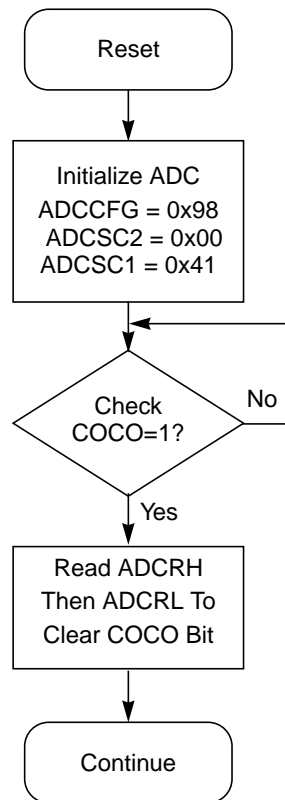 Reset
Initialize ADC
ADCCFG = 0x98
ADCSC2 = 0x00
ADCSC1 = 0x41
Check
COCO=1?
No
Yes
Read ADCRH
Then ADCRL To
Clear COCO Bit
Continue